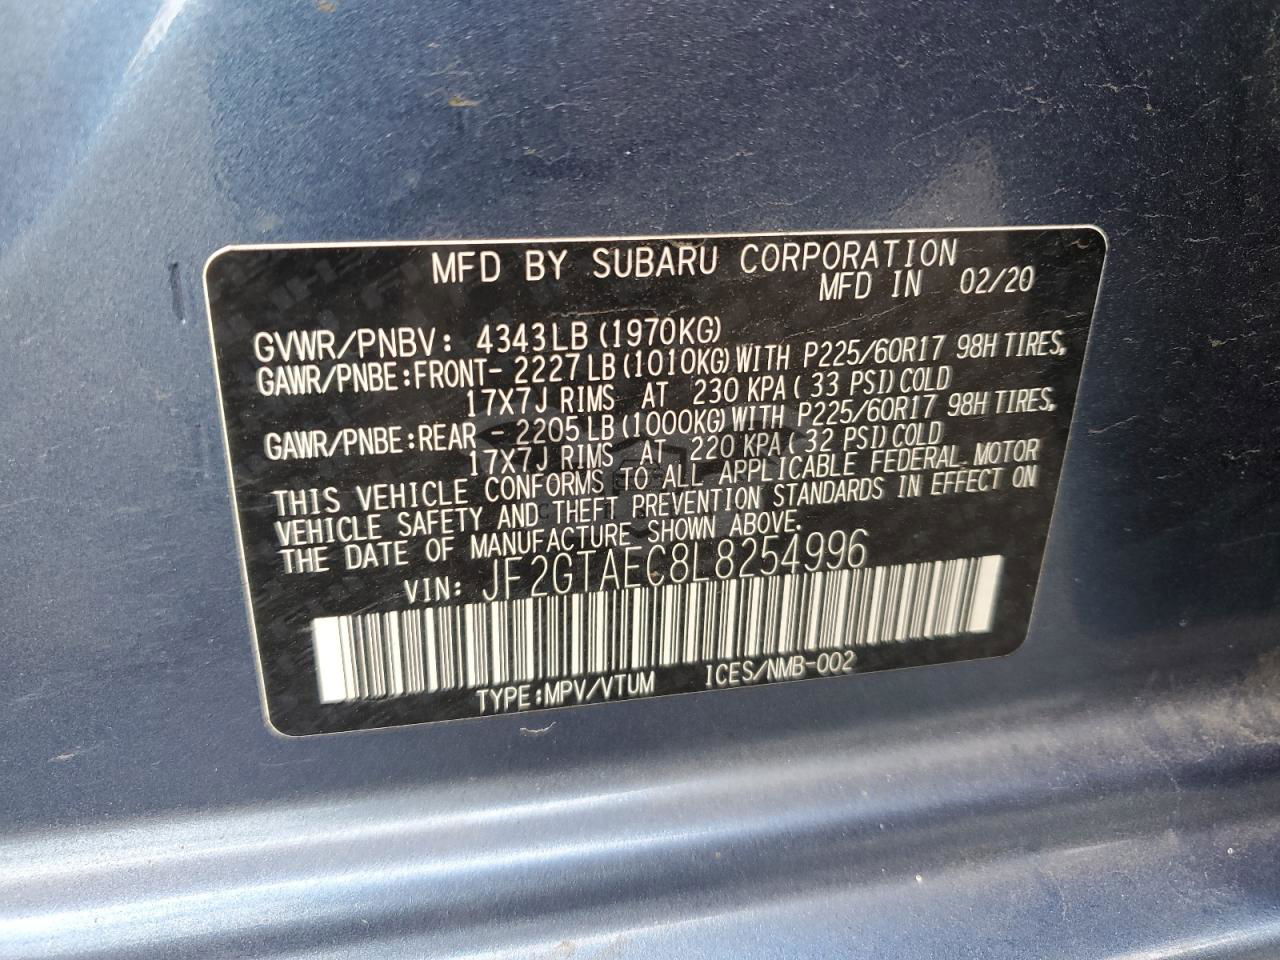 MFD BY SUBARU CORPORATION
MFD IN 02/20
GVWR/PNBV: 4343LB (1970KG)
GAWR/PNBE:FRONT- 2227 LB (1010KG) WITH P225/60R17 98H TIRES,
17X7J RIMS AT 230 KPA ( 33 PSI) COLD
GAWR/PNBE:REAR - 2205 LB (1000KG) WITH P225/60R17 98H TIRES,
17X7J RIMS AT 220 KPA ( 32 PSI) COLD
THIS VEHICLE CONFORMS TO ALL APPLICABLE FEDERAL MOTOR
VEHICLE SAFETY AND THEFT PREVENTION STANDARDS IN EFFECT ON
THE DATE OF MANUFACTURE SHOWN ABOVE.
VIN: JF2GTAEC8L8254996
TYPE:MPV/VTUM ICES/NMB-002